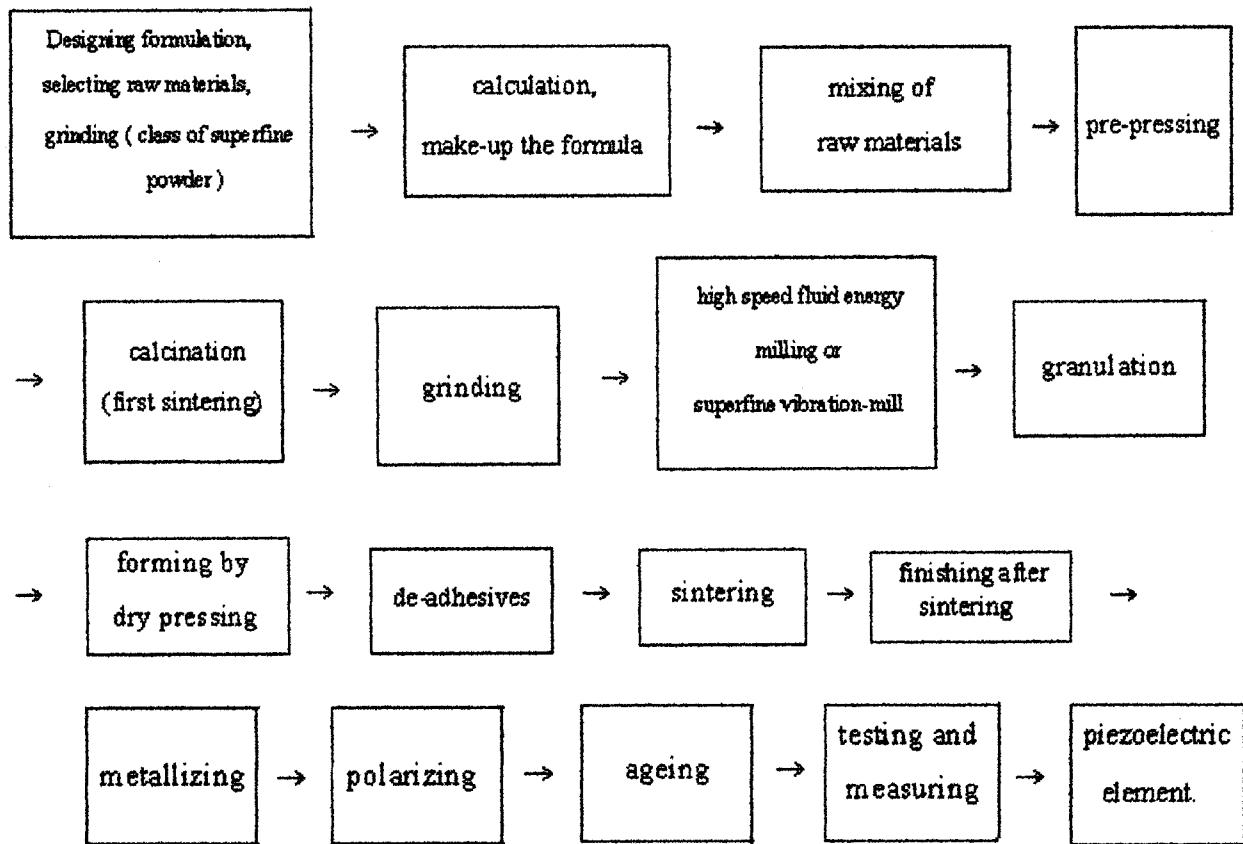 Designing formulation,
selecting raw materials,
grinding ( class of superfine
powder )
→
calculation,
make-up the formula
→
mixing of
raw materials
→
pre-pressing
→
calcination
(first sintering)
→
grinding
→
high speed fluid energy
milling or
superfine vibration-mill
→
granulation
→
forming by
dry pressing
→
de-adhesives
→
sintering
→
finishing after
sintering
→
metallizing
→
polarizing
→
ageing
→
testing and
measuring
→
piezoelectric
element.